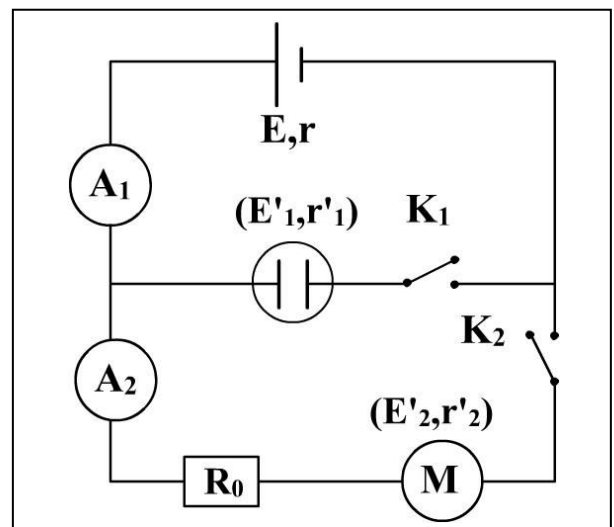 E,r
A₁
(E'₁,r'₁)
K₁
K₂
A₂
(E'₂,r'₂)
R₀
M